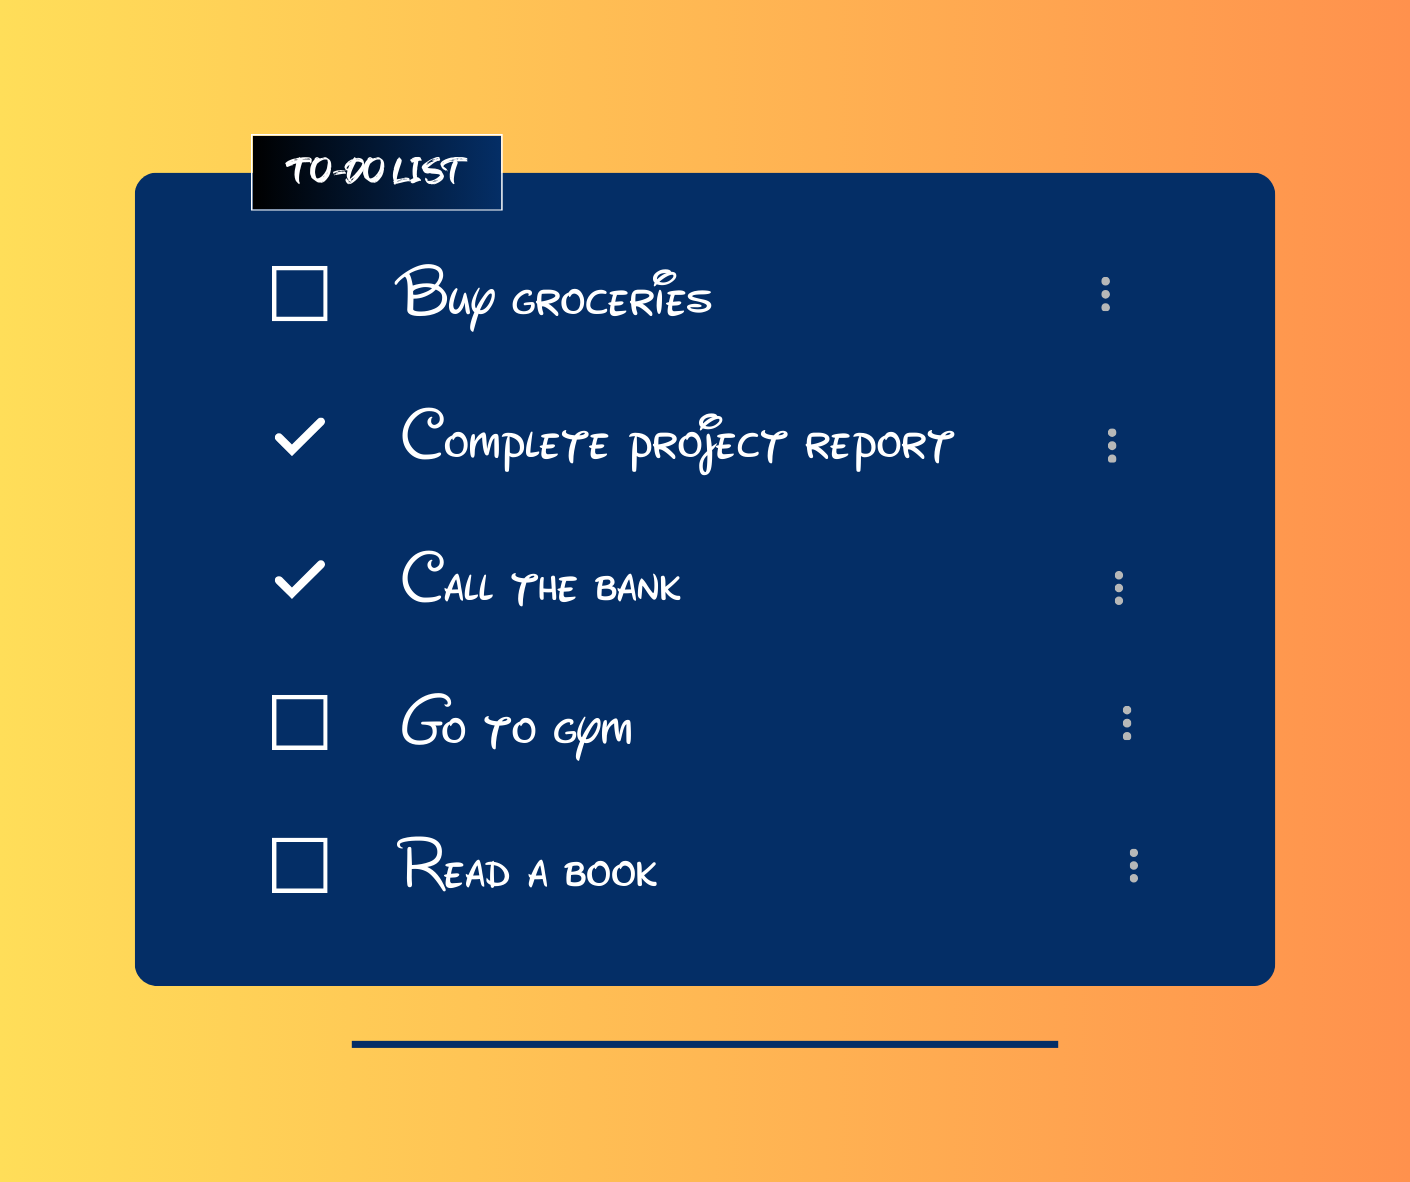 TO-DO LIST
Buy groceries
Complete project report
Call the bank
Go to gym
Read a book